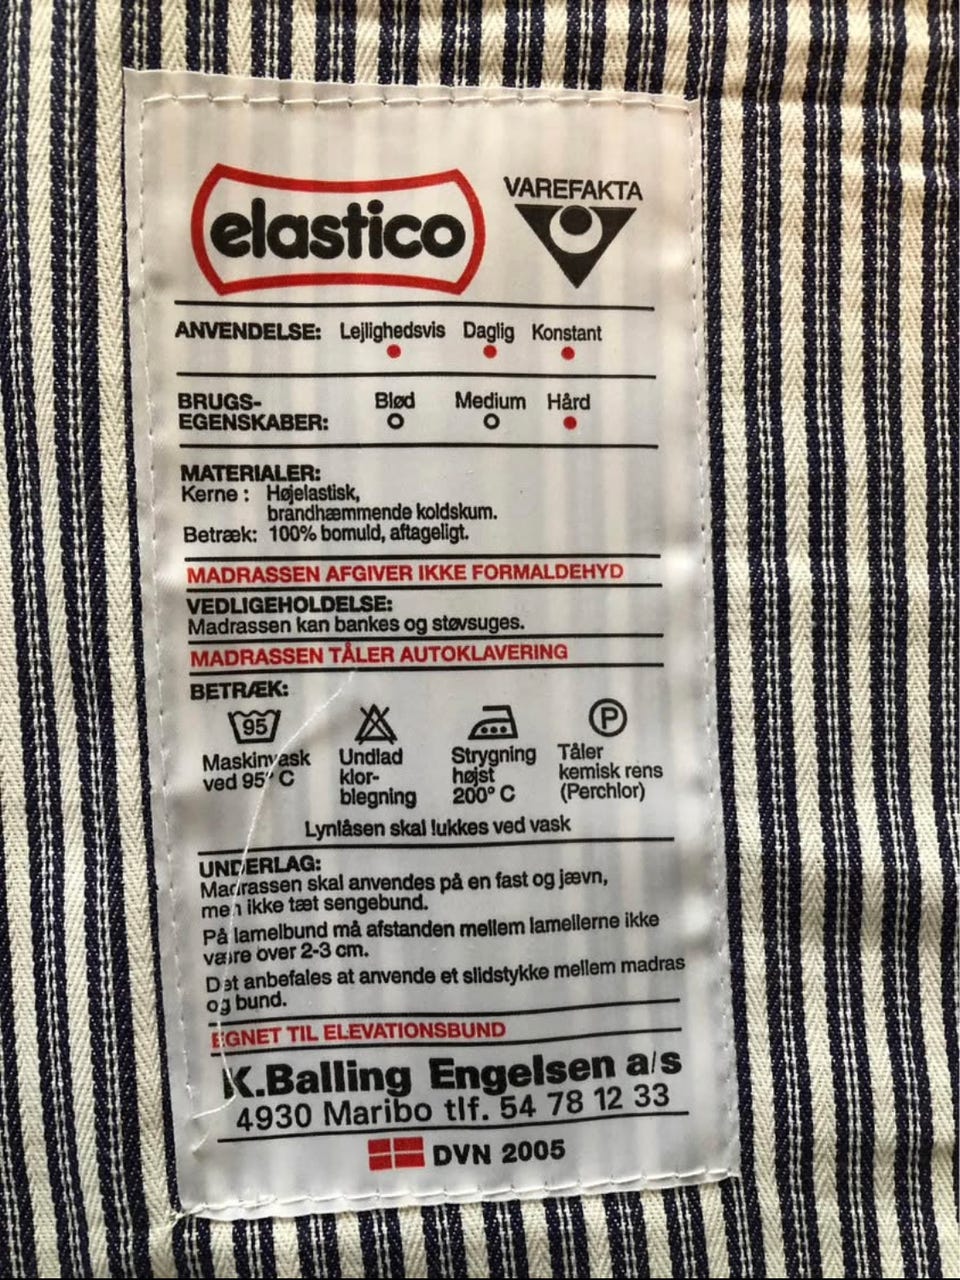 elastico
VAREFAKTA
ANVENDELSE: Lejlighedsvis Daglig Konstant
BRUGS- Blød Medium Hård
EGENSKABER:
MATERIALER:
Kerne : Højelastisk,
brandhæmmende koldskum.
Betræk: 100% bomuld, aftageligt.
MADRASSEN AFGIVER IKKE FORMALDEHYD
VEDLIGEHOLDELSE:
Madrassen kan bankes og støvsuges.
MADRASSEN TÅLER AUTOKLAVERING
BETRÆK:
95 P
Maskinvask Undlad Strygning Tåler
ved 95° C klor- højst kemisk rens
blegning 200° C (Perchlor)
Lynlåsen skal lukkes ved vask
UNDERLAG:
Madrassen skal anvendes på en fast og jævn,
men ikke tæt sengebund.
På lamelbund må afstanden mellem lamellerne ikke
være over 2-3 cm.
Det anbefales at anvende et slidstykke mellem madras
og bund.
EGNET TIL ELEVATIONSBUND
K.Balling Engelsen a/s
4930 Maribo tlf. 54 78 12 33
DVN 2005